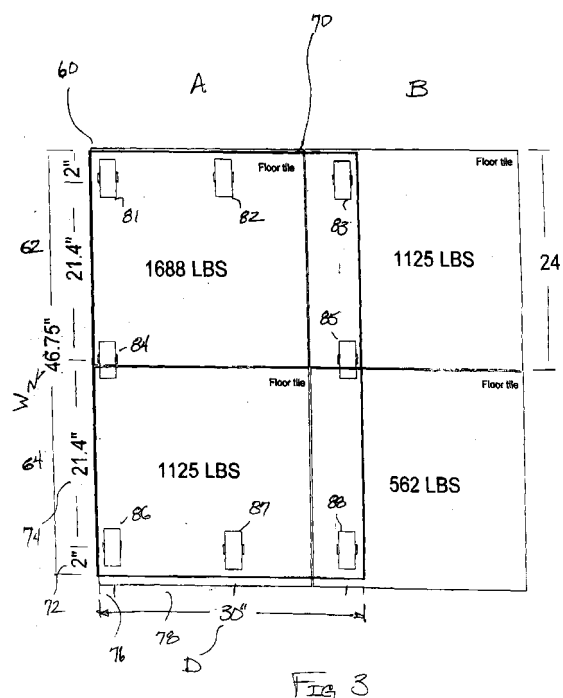 70
60
A
B
2"
Floor tile
Floor tile
81
82
83
62
21.4"
1688 LBS
1125 LBS
24
84
85
46.75"
W
Floor tile
Floor tile
64
21.4"
1125 LBS
562 LBS
86
87
88
74
2"
72
76
78
30"
D
FIG 3